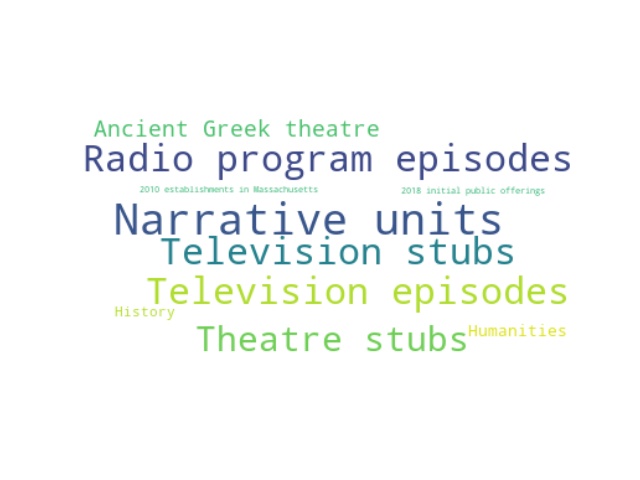 Ancient Greek theatre
Radio program episodes
2010 establishments in Massachusetts
2018 initial public offerings
Narrative units
Television stubs
Television episodes
History
Theatre stubs
Humanities